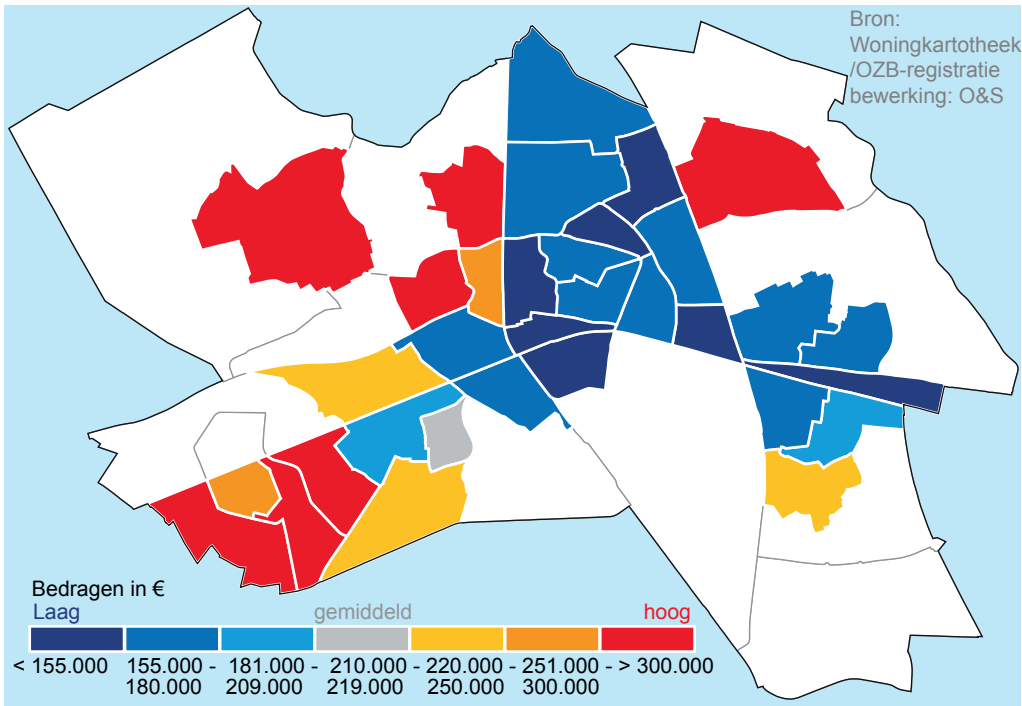 Bron:
Woningkartotheek
/OZB-registratie
bewerking: O&S
Bedragen in €
Laag gemiddeld hoog
< 155.000 155.000 - 181.000 - 210.000 - 220.000 - 251.000 - > 300.000
180.000 209.000 219.000 250.000 300.000